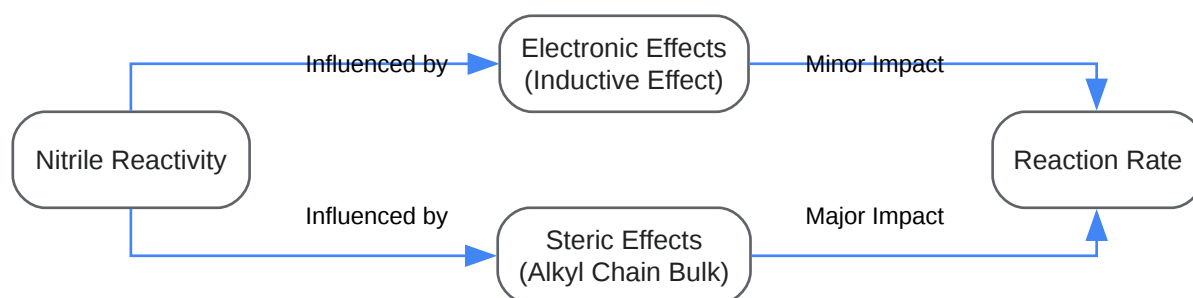 Electronic Effects
(Inductive Effect)
Influenced by
Minor Impact
Nitrile Reactivity
Reaction Rate
Influenced by
Major Impact
Steric Effects
(Alkyl Chain Bulk)